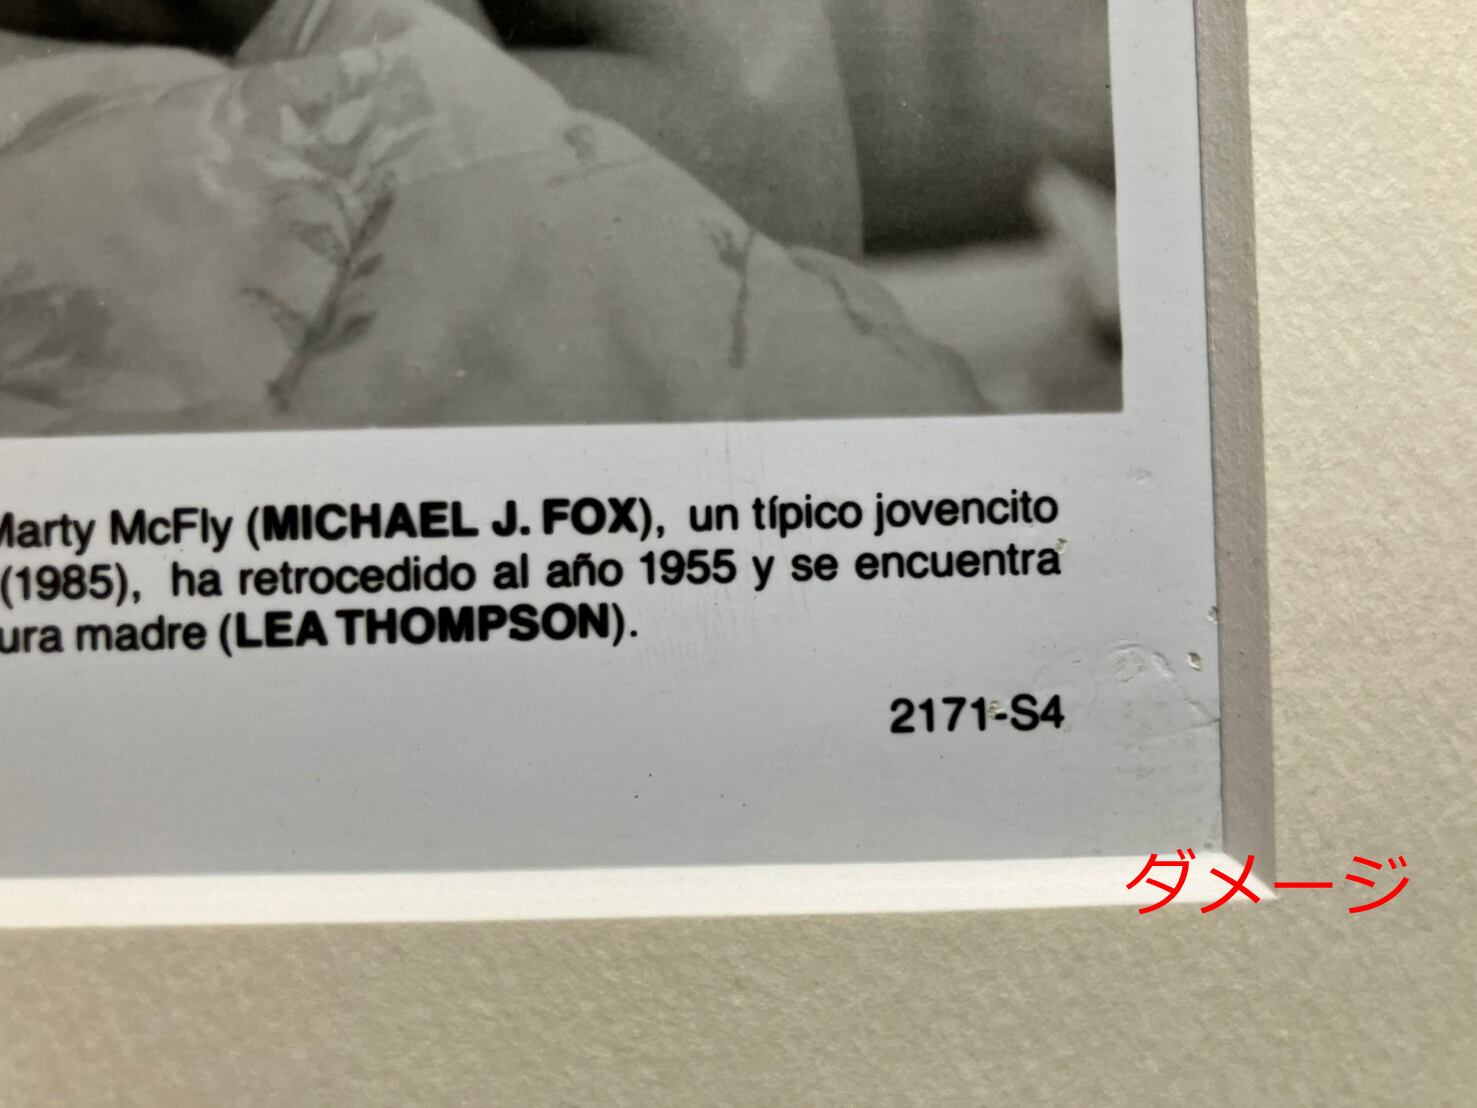 Marty McFly (MICHAEL J. FOX), un típico jovencito
(1985), ha retrocedido al año 1955 y se encuentra
madre (LEA THOMPSON).
2171-S4
ダメージ